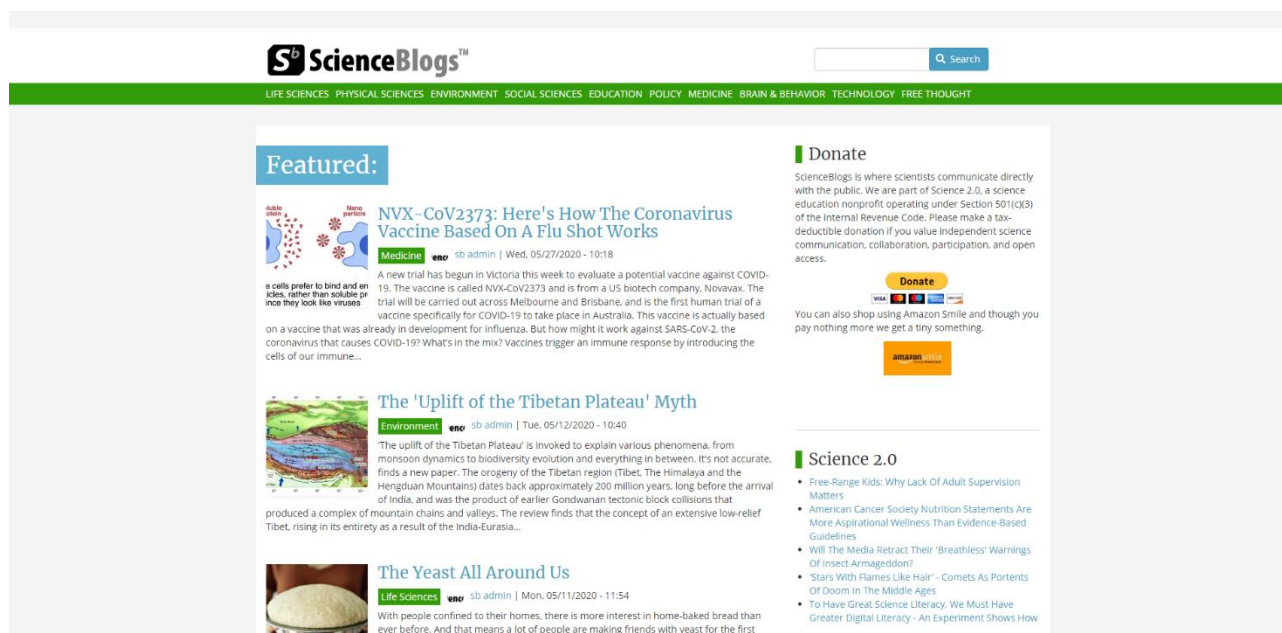 Sb ScienceBlogs™
Search
LIFE SCIENCES PHYSICAL SCIENCES ENVIRONMENT SOCIAL SCIENCES EDUCATION POLICY MEDICINE BRAIN & BEHAVIOR TECHNOLOGY FREE THOUGHT
Featured:
NVX-CoV2373: Here's How The Coronavirus
Vaccine Based On A Flu Shot Works
Medicine sb admin | Wed, 05/27/2020 - 10:18
A new trial has begun in Victoria this week to evaluate a potential vaccine against COVID-
19. The vaccine is called NVX-CoV2373 and is from a US biotech company, Novavax. The
trial will be carried out across Melbourne and Brisbane, and is the first human trial of a
vaccine specifically for COVID-19 to take place in Australia. This vaccine is actually based
on a vaccine that was already in development for influenza. But how might it work against SARS-CoV-2, the
coronavirus that causes COVID-19? What's in the mix? Vaccines trigger an immune response by introducing the
cells of our immune...
Nano
particle
e cells prefer to bind and en
icles, rather than soluble pr
ince they look like viruses
The 'Uplift of the Tibetan Plateau' Myth
Environment sb admin | Tue, 05/12/2020 - 10:40
'The uplift of the Tibetan Plateau' is invoked to explain various phenomena, from
monsoon dynamics to biodiversity evolution and everything in between. It's not accurate,
finds a new paper. The orogeny of the Tibetan region (Tibet, The Himalaya and the
Hengduan Mountains) dates back approximately 200 million years, long before the arrival
of India, and was the product of earlier Gondwanan tectonic block collisions that
produced a complex of mountain chains and valleys. The review finds that the concept of an extensive low-relief
Tibet, rising in its entirety as a result of the India-Eurasia...
The Yeast All Around Us
Life Sciences sb admin | Mon, 05/11/2020 - 11:54
With people confined to their homes, there is more interest in home-baked bread than
ever before. And that means a lot of people are making friends with yeast for the first
Donate
ScienceBlogs is where scientists communicate directly
with the public. We are part of Science 2.0, a science
education nonprofit operating under Section 501(c)(3)
of the Internal Revenue Code. Please make a tax-
deductible donation if you value independent science
communication, collaboration, participation, and open
access.
Donate
VISA
You can also shop using Amazon Smile and though you
pay nothing more we get a tiny something.
amazonsmile
Science 2.0
Free-Range Kids: Why Lack Of Adult Supervision
Matters
American Cancer Society Nutrition Statements Are
More Aspirational Wellness Than Evidence-Based
Guidelines
Will The Media Retract Their 'Breathless' Warnings
Of Insect Armageddon?
'Stars With Flames Like Hair' - Comets As Portents
Of Doom In The Middle Ages
To Have Great Science Literacy, We Must Have
Greater Digital Literacy - An Experiment Shows How